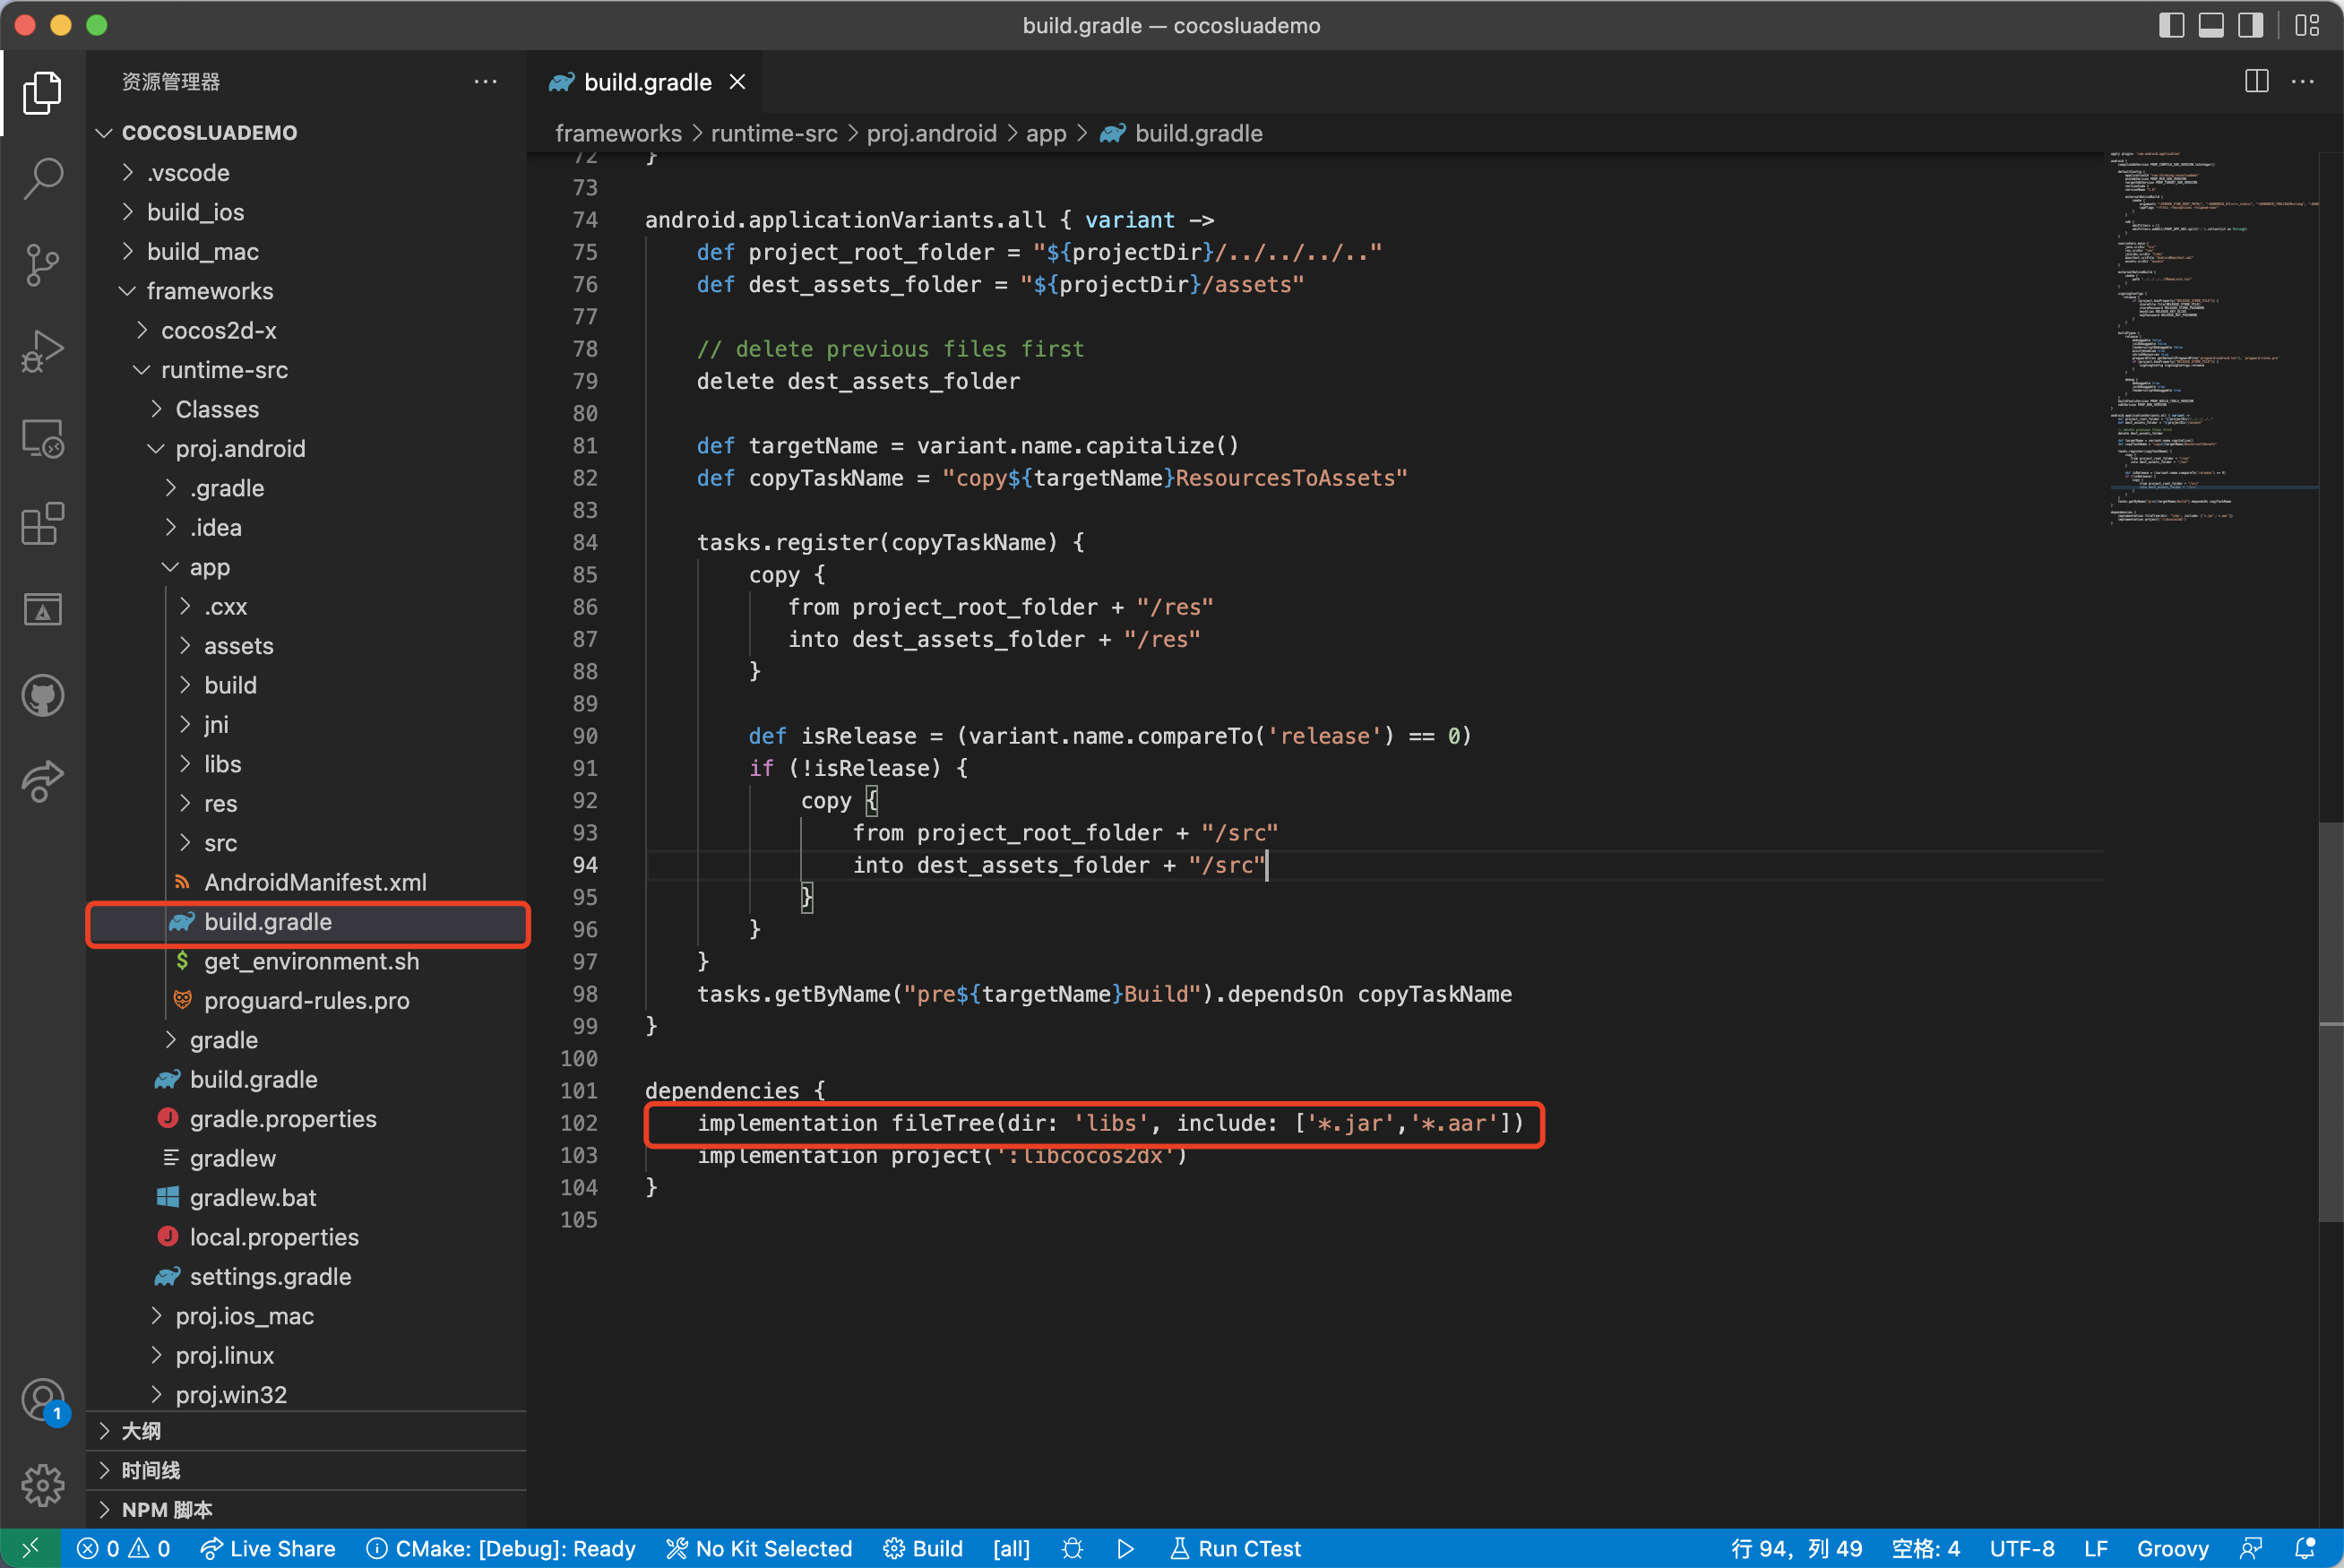 build.gradle — cocosluademo
资源管理器
COCOSLUADEMO
.vscode
build_ios
build_mac
frameworks
cocos2d-x
runtime-src
Classes
proj.android
.gradle
.idea
app
.cxx
assets
build
jni
libs
res
src
AndroidManifest.xml
build.gradle
get_environment.sh
proguard-rules.pro
gradle
build.gradle
gradle.properties
gradlew
gradlew.bat
local.properties
settings.gradle
proj.ios_mac
proj.linux
proj.win32
大纲
时间线
NPM 脚本
1
build.gradle
frameworks > runtime-src > proj.android > app > build.gradle
72 }
73
74 android.applicationVariants.all { variant ->
75     def project_root_folder = "${projectDir}/../../../.."
76     def dest_assets_folder = "${projectDir}/assets"
77
78     // delete previous files first
79     delete dest_assets_folder
80
81     def targetName = variant.name.capitalize()
82     def copyTaskName = "copy${targetName}ResourcesToAssets"
83
84     tasks.register(copyTaskName) {
85         copy {
86            from project_root_folder + "/res"
87            into dest_assets_folder + "/res"
88         }
89
90         def isRelease = (variant.name.compareTo('release') == 0)
91         if (!isRelease) {
92             copy {
93                 from project_root_folder + "/src"
94                 into dest_assets_folder + "/src"
95             }
96         }
97     }
98     tasks.getByName("pre${targetName}Build").dependsOn copyTaskName
99 }
100
101 dependencies {
102     implementation fileTree(dir: 'libs', include: ['*.jar','*.aar'])
103     implementation project(':libcocos2dx')
104 }
105
0 0 Live Share CMake: [Debug]: Ready No Kit Selected Build [all] Run CTest 行 94，列 49 空格: 4 UTF-8 LF Groovy